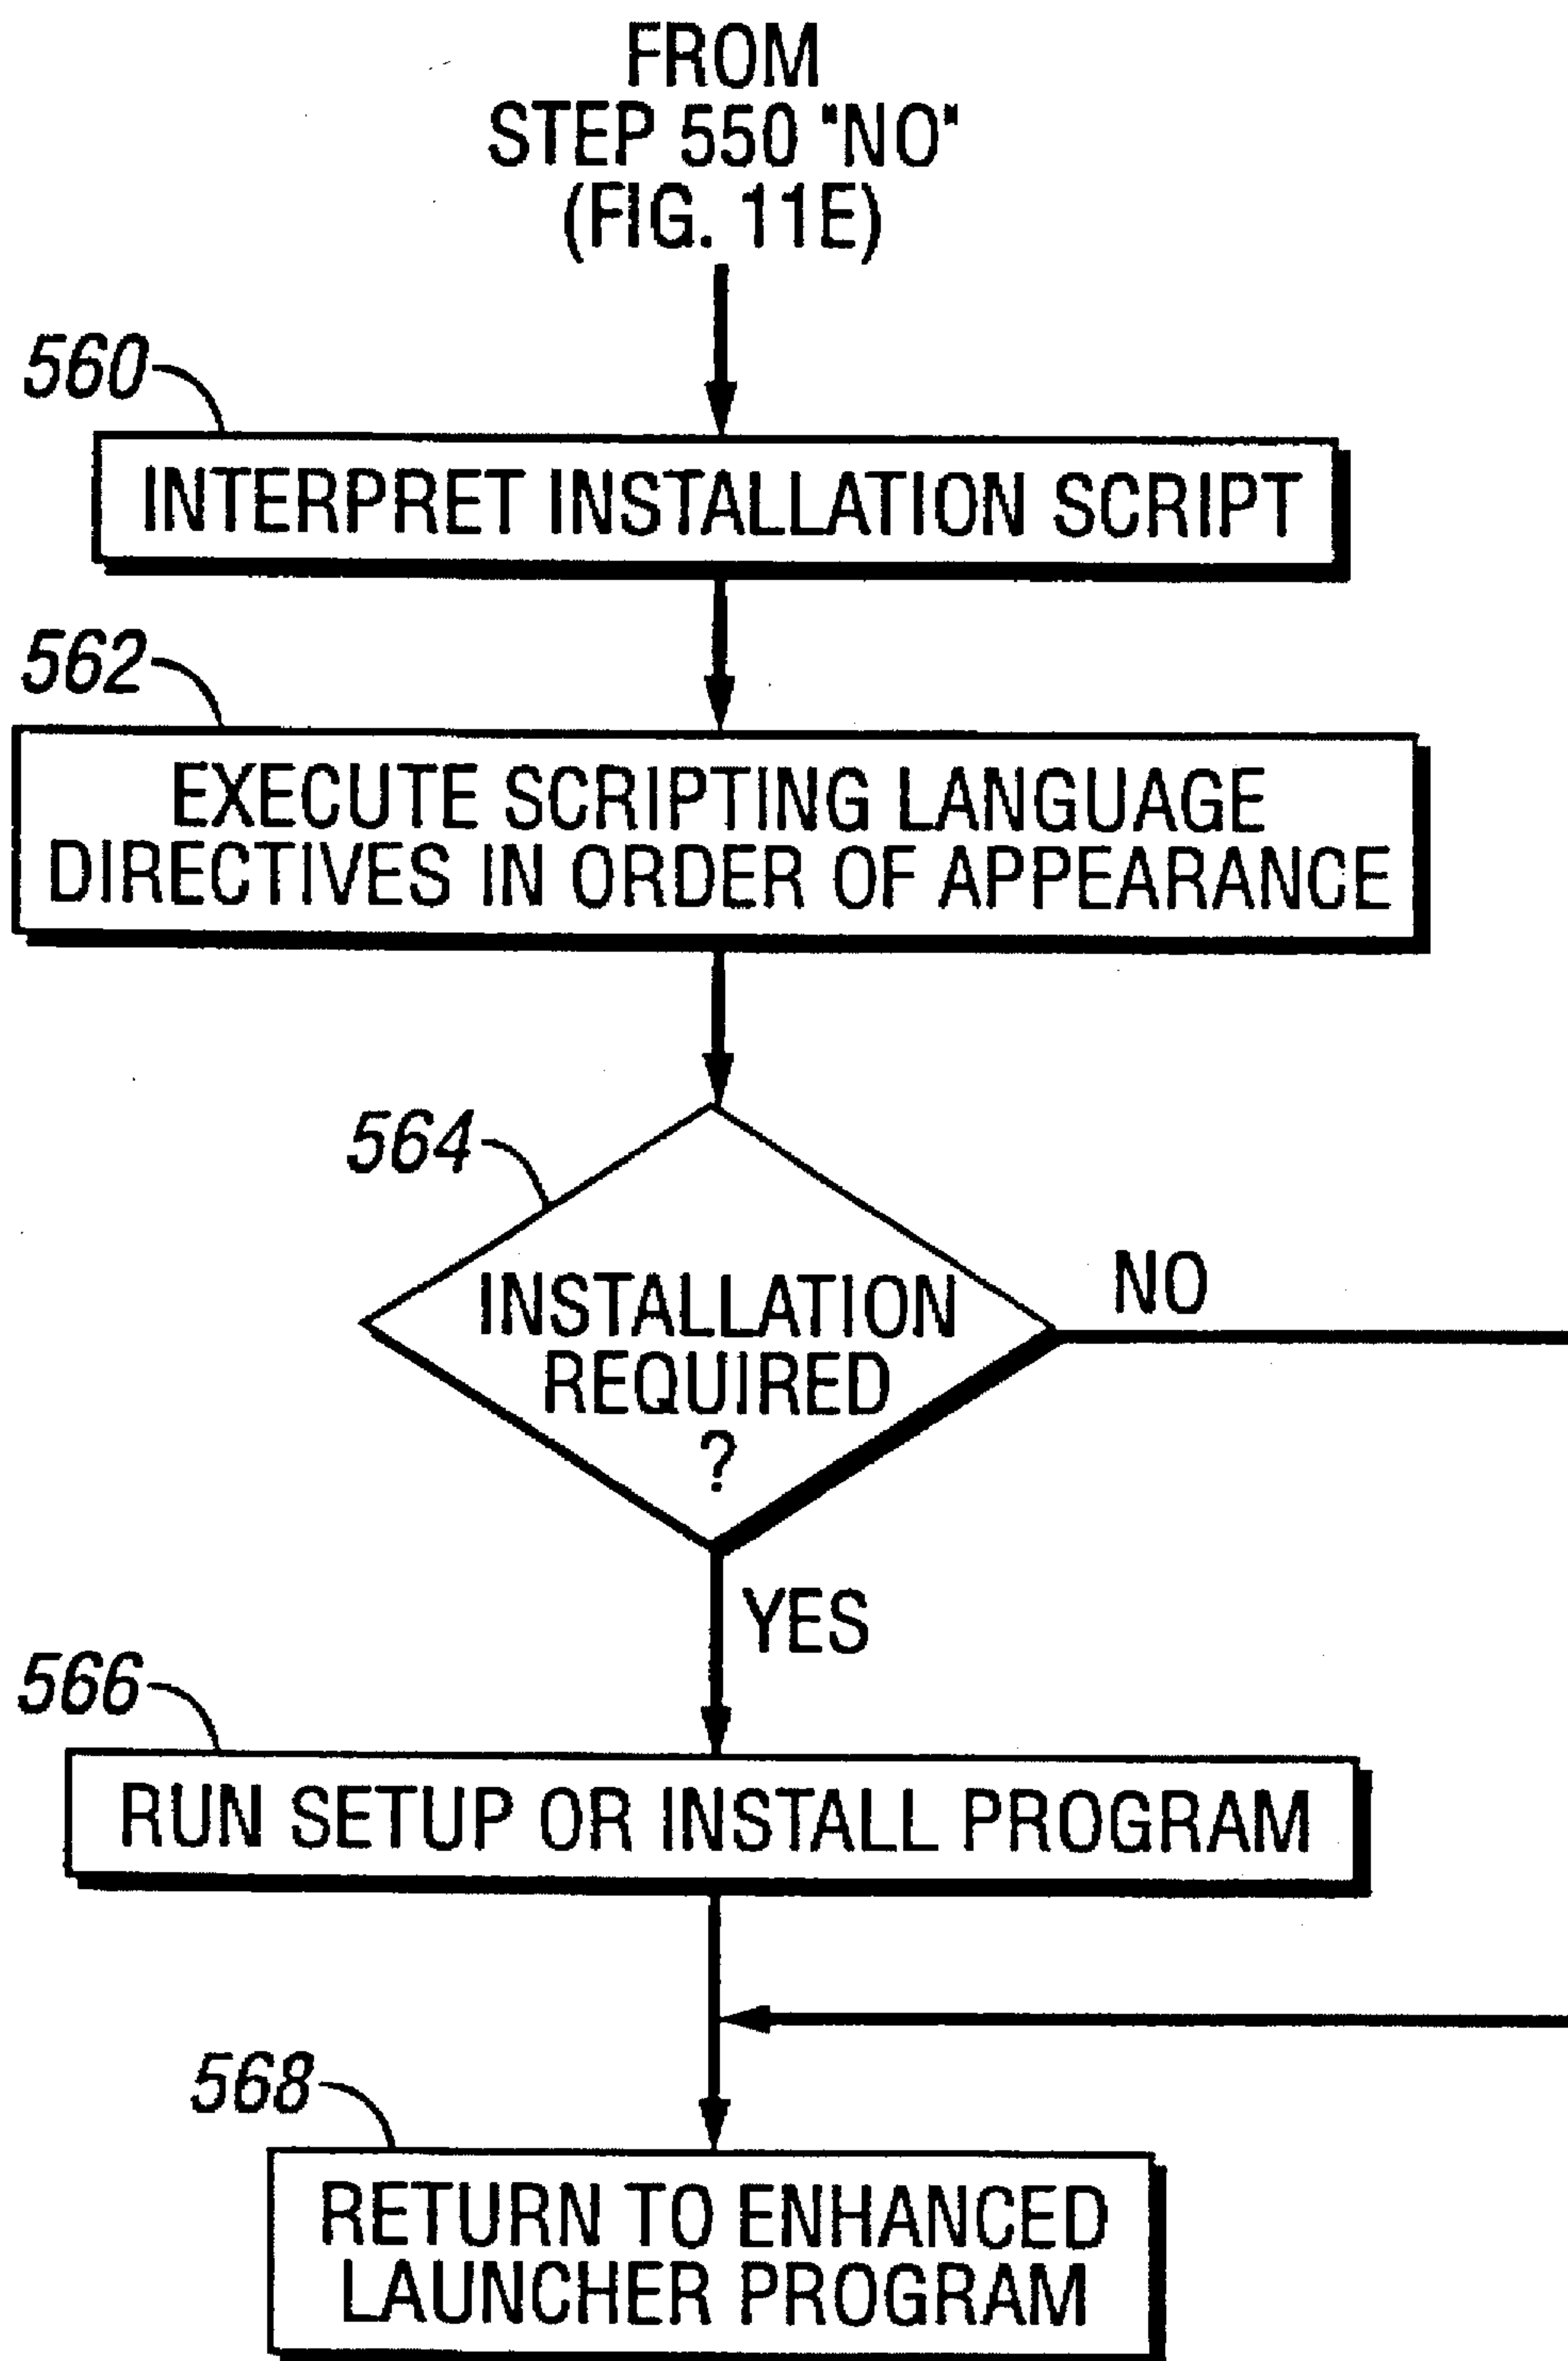 FROM
STEP 550 "NO"
(FIG. 11E)
560
INTERPRET INSTALLATION SCRIPT
562
EXECUTE SCRIPTING LANGUAGE
DIRECTIVES IN ORDER OF APPEARANCE
564
INSTALLATION
REQUIRED
?
NO
YES
566
RUN SETUP OR INSTALL PROGRAM
568
RETURN TO ENHANCED
LAUNCHER PROGRAM